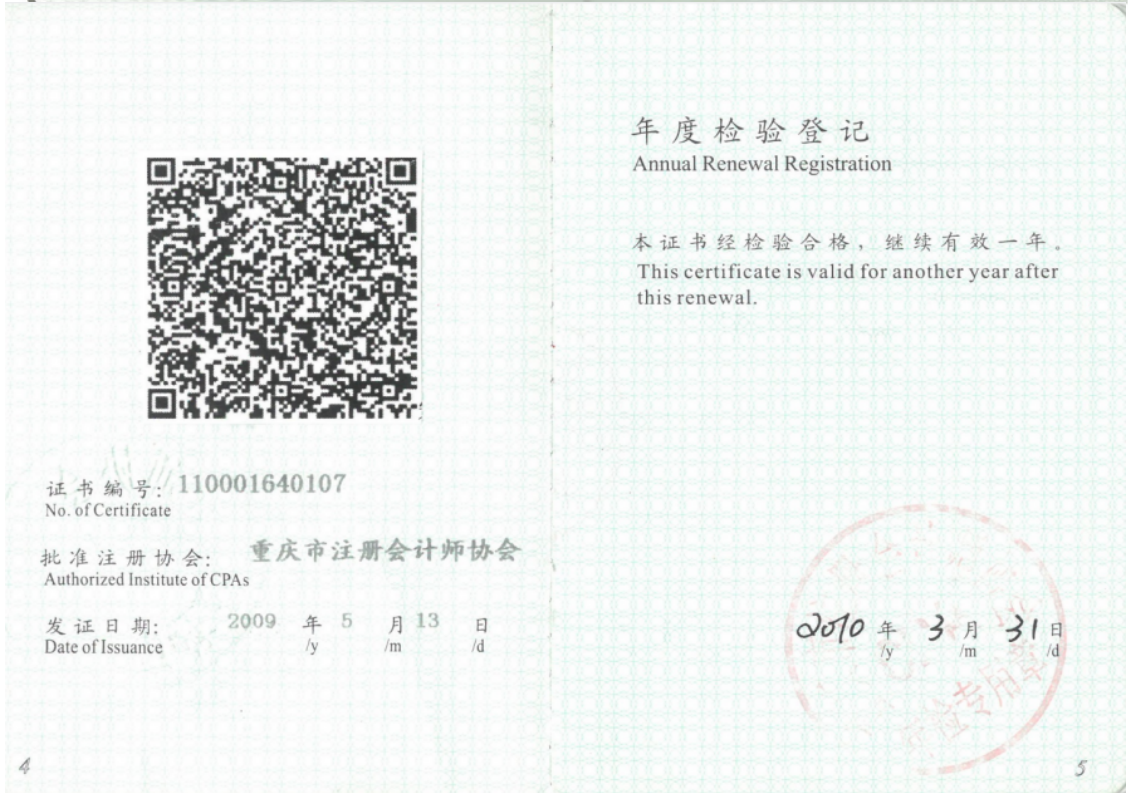 证书编号: 110001640107
No. of Certificate
批准注册协会: 重庆市注册会计师协会
Authorized Institute of CPAs
发证日期: 2009 年 5 月 13 日
Date of Issuance /y /m /d
4
年度检验登记
Annual Renewal Registration
本证书经检验合格，继续有效一年。
This certificate is valid for another year after
this renewal.
2010 年 3 月 31 日
/y /m /d
专用章
5